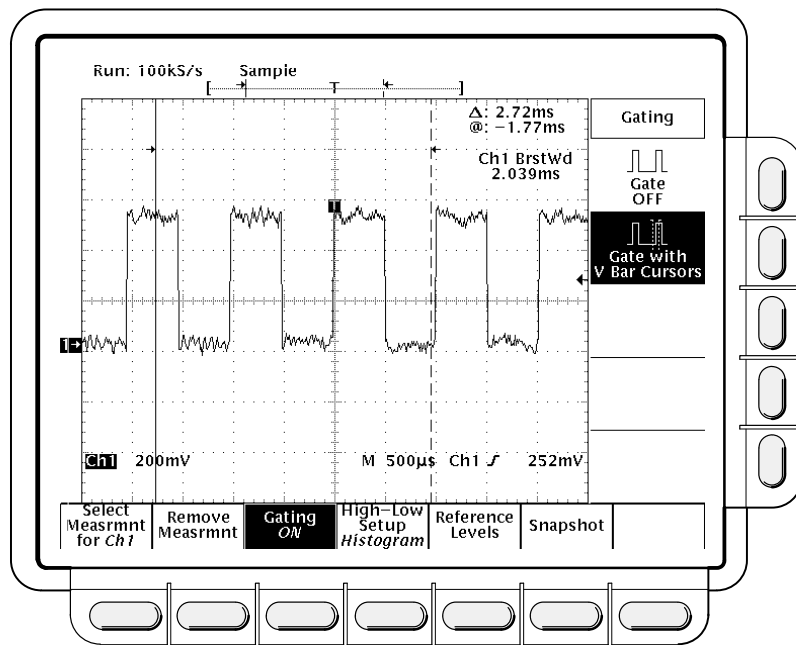 Run: 100kS/s Sample
[ T ]
Δ: 2.72ms
@: −1.77ms
Ch1 BrstWd
2.039ms
T
1→
Ch1 200mV M 500µs Ch1 252mV
Gating
Gate
OFF
Gate with
V Bar Cursors
Select
Measrmnt
for Ch1
Remove
Measrmnt
Gating
ON
High−Low
Setup
Histogram
Reference
Levels
Snapshot